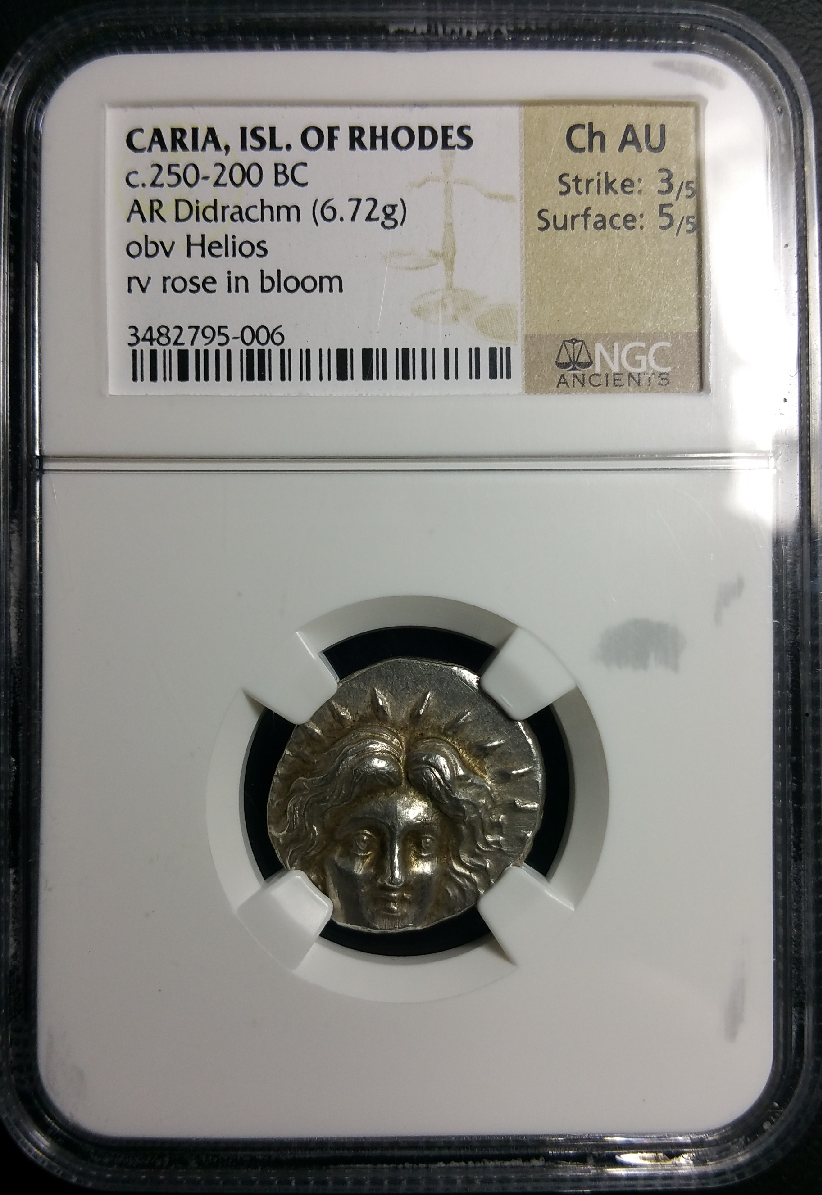 CARIA, ISL. OF RHODES
c.250-200 BC
AR Didrachm (6.72g)
obv Helios
rv rose in bloom
3482795-006
Ch AU
Strike: 3/5
Surface: 5/5
NGC
ANCIENTS